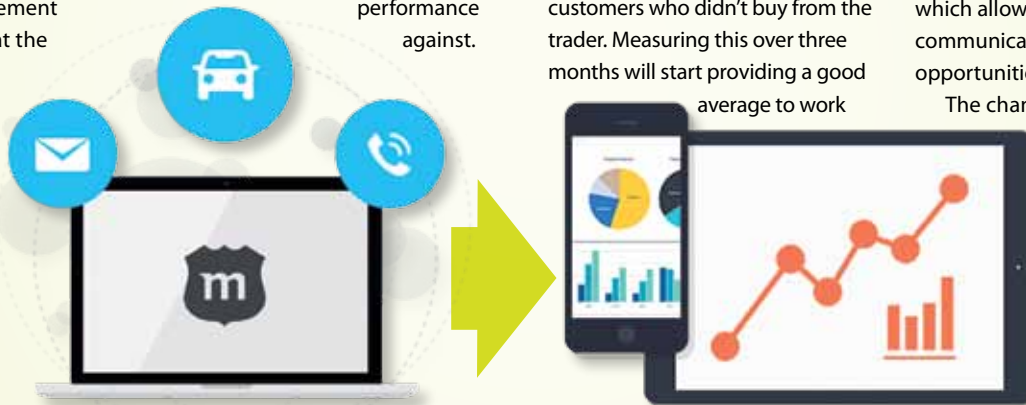 ement
t the
performance
against.
customers who didn't buy from the
trader. Measuring this over three
months will start providing a good
average to work
which allow
communica
opportunitie
The char
m